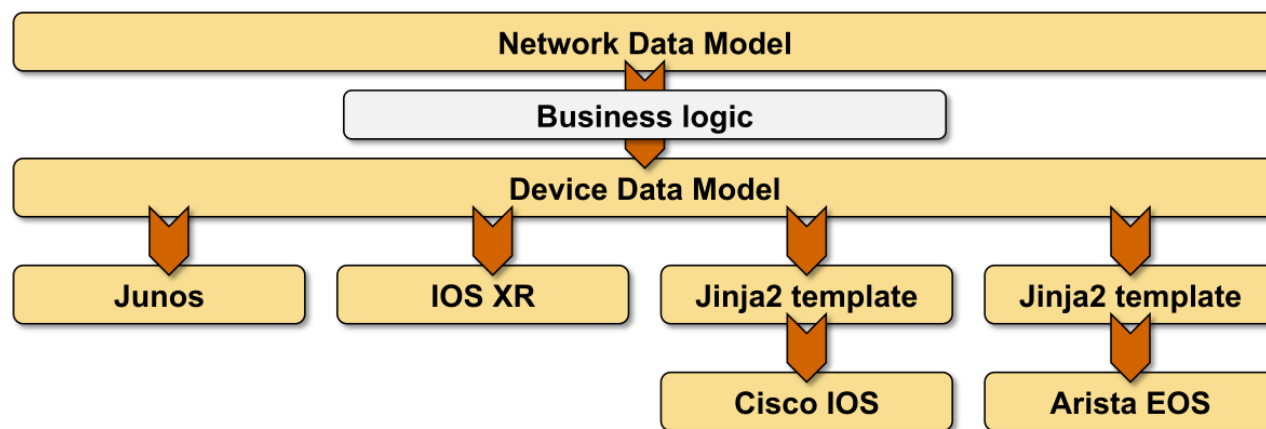 Network Data Model
Business logic
Device Data Model
Junos
IOS XR
Jinja2 template
Jinja2 template
Cisco IOS
Arista EOS